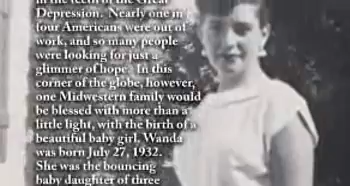 in the teeth of the Great
Depression.  Nearly one in
four Americans were out of
work, and so many people
were looking for just a
glimmer of hope.  In this
corner of the globe, however,
one Midwestern family would
be blessed with more than a
little light, with the birth of a
beautiful baby girl. Wanda
was born July 27, 1932.
She was the bouncing
baby daughter of three